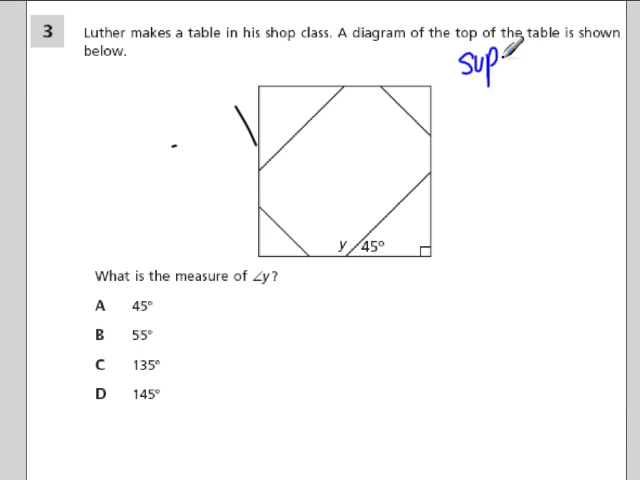 3
Luther makes a table in his shop class. A diagram of the top of the table is shown
below.
sup
y 45°
What is the measure of ∠y?
A 45°
B 55°
C 135°
D 145°